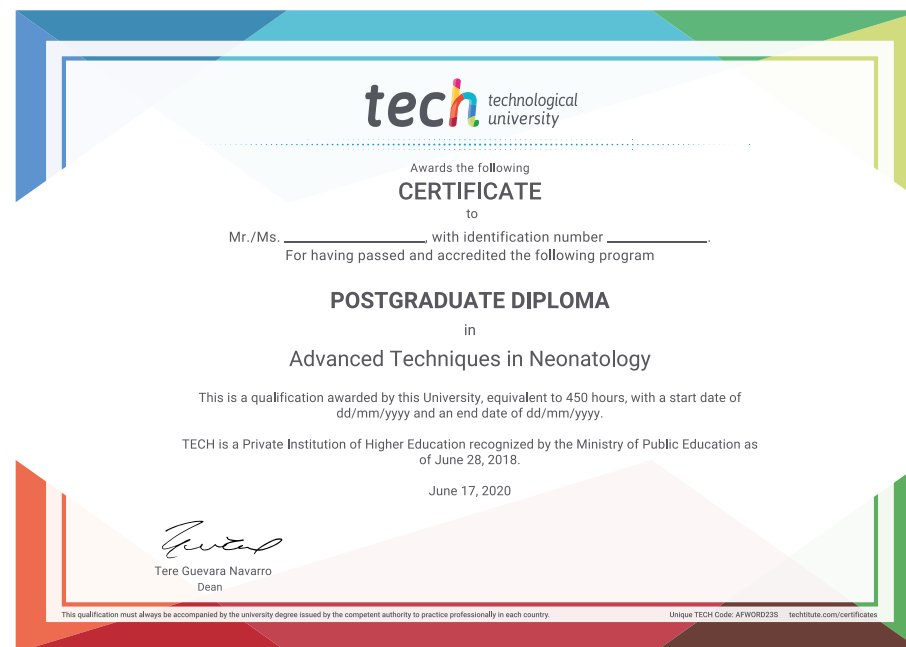 tech technological
university
Awards the following
CERTIFICATE
to
Mr./Ms. ____________, with identification number ____________.
For having passed and accredited the following program
POSTGRADUATE DIPLOMA
in
Advanced Techniques in Neonatology
This is a qualification awarded by this University, equivalent to 450 hours, with a start date of
dd/mm/yyyy and an end date of dd/mm/yyyy.
TECH is a Private Institution of Higher Education recognized by the Ministry of Public Education as
of June 28, 2018.
June 17, 2020
Tere Guevara Navarro
Dean
This qualification must always be accompanied by the university degree issued by the competent authority to practice professionally in each country. Unique TECH Code: AFWORD23S techtitute.com/certificates